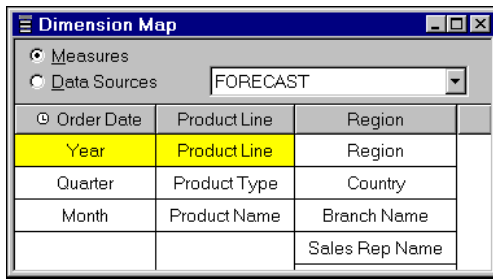 Dimension Map
Measures
Data Sources FORECAST
Order Date Product Line Region
Year Product Line Region
Quarter Product Type Country
Month Product Name Branch Name
Sales Rep Name